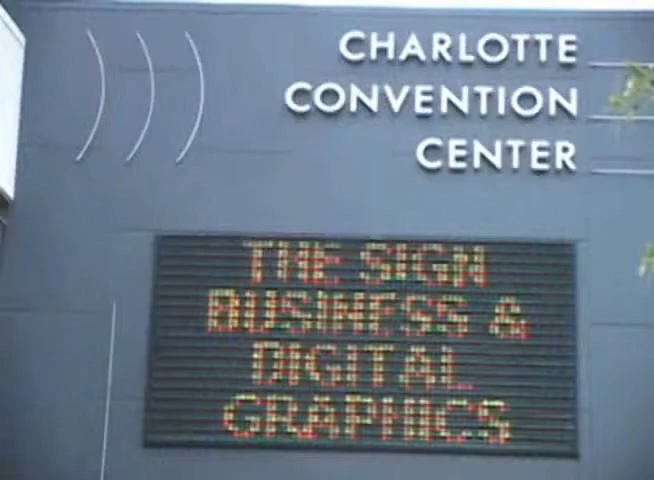 CHARLOTTE
CONVENTION
CENTER
THE SIGN
BUSINESS &
DIGITAL
GRAPHICS